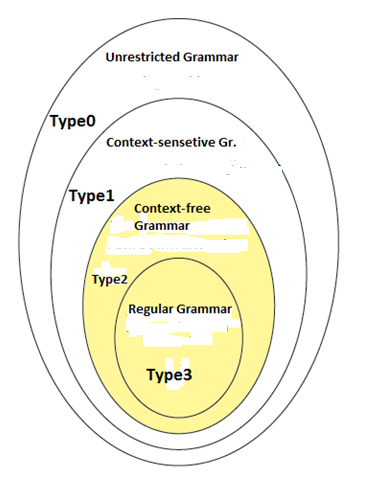 Unrestricted Grammar
Type0
Context-sensetive Gr.
Type1
Context-free
Grammar
Type2
Regular Grammar
Type3